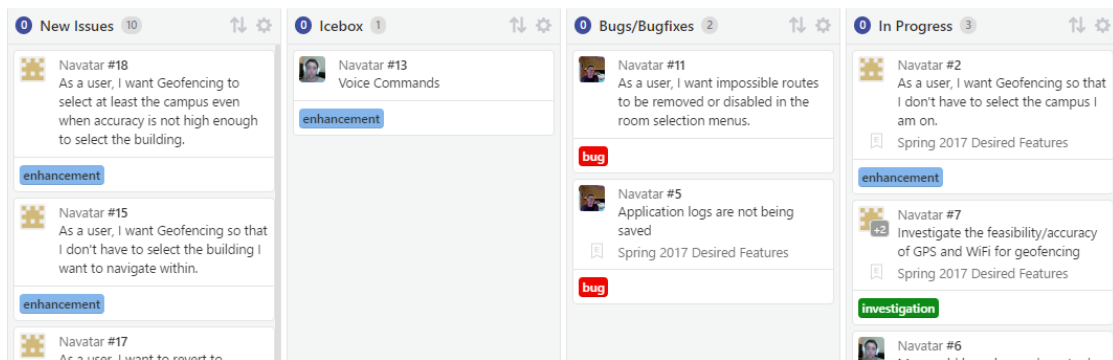 0 New Issues 10
Navatar #18
As a user, I want Geofencing to
select at least the campus even
when accuracy is not high enough
to select the building.
enhancement
Navatar #15
As a user, I want Geofencing so that
I don't have to select the building I
want to navigate within.
enhancement
Navatar #17
As a user, I want to revert to
0 Icebox 1
Navatar #13
Voice Commands
enhancement
0 Bugs/Bugfixes 2
Navatar #11
As a user, I want impossible routes
to be removed or disabled in the
room selection menus.
bug
Navatar #5
Application logs are not being
saved
E Spring 2017 Desired Features
bug
0 In Progress 3
Navatar #2
As a user, I want Geofencing so that
I don't have to select the campus I
am on.
E Spring 2017 Desired Features
enhancement
+2
Navatar #7
Investigate the feasibility/accuracy
of GPS and WiFi for geofencing
E Spring 2017 Desired Features
investigation
Navatar #6